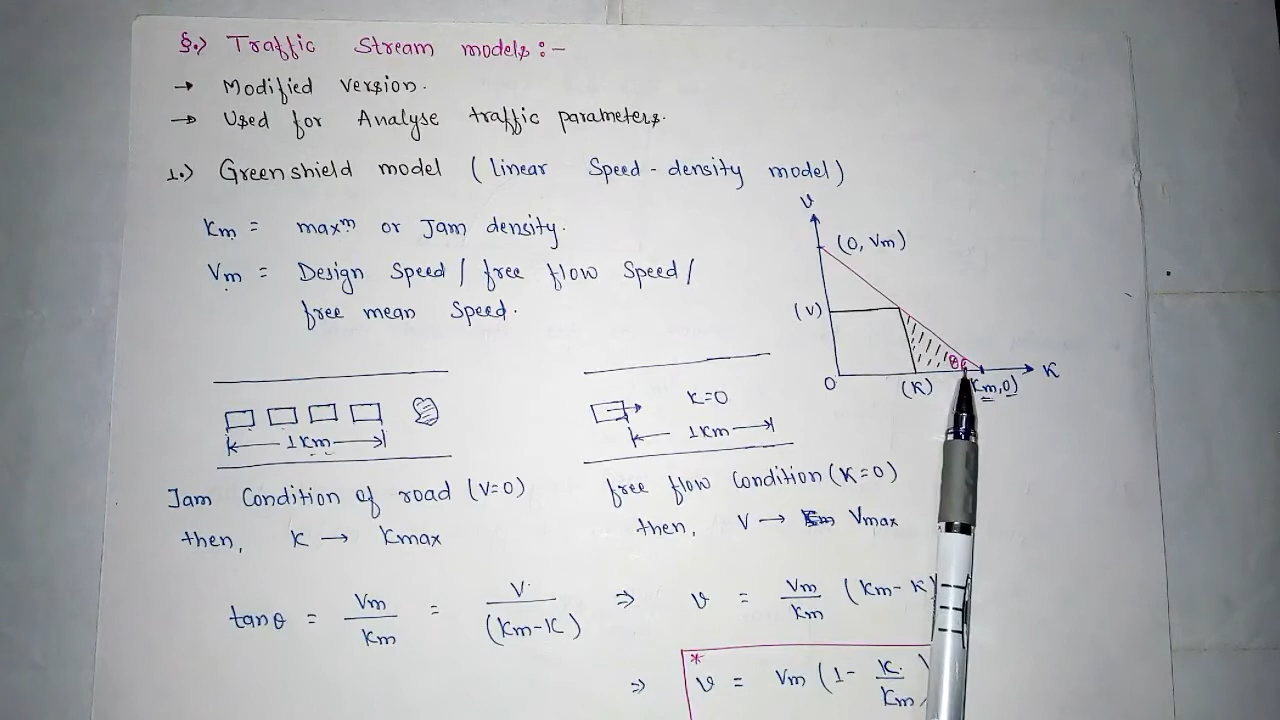 §.) Traffic Stream models :-
→ Modified version.
→ Used for Analyse traffic parameters.
1.) Greenshield model (linear Speed-density model)
Km = max^m or Jam density.
Vm = Design Speed / free flow Speed /
free mean Speed.
v
(0, Vm)
(v)
0
(K)
(Km,0)
K
θ
1Km
K=0
1Km
Jam Condition of road (V=0)
then, K → Kmax
free flow Condition (K=0)
then, V → Vmax
tanθ = Vm/Km = V/(Km-K) ⇒ v = Vm/Km (Km-K)
⇒ * v = Vm (1- K/Km